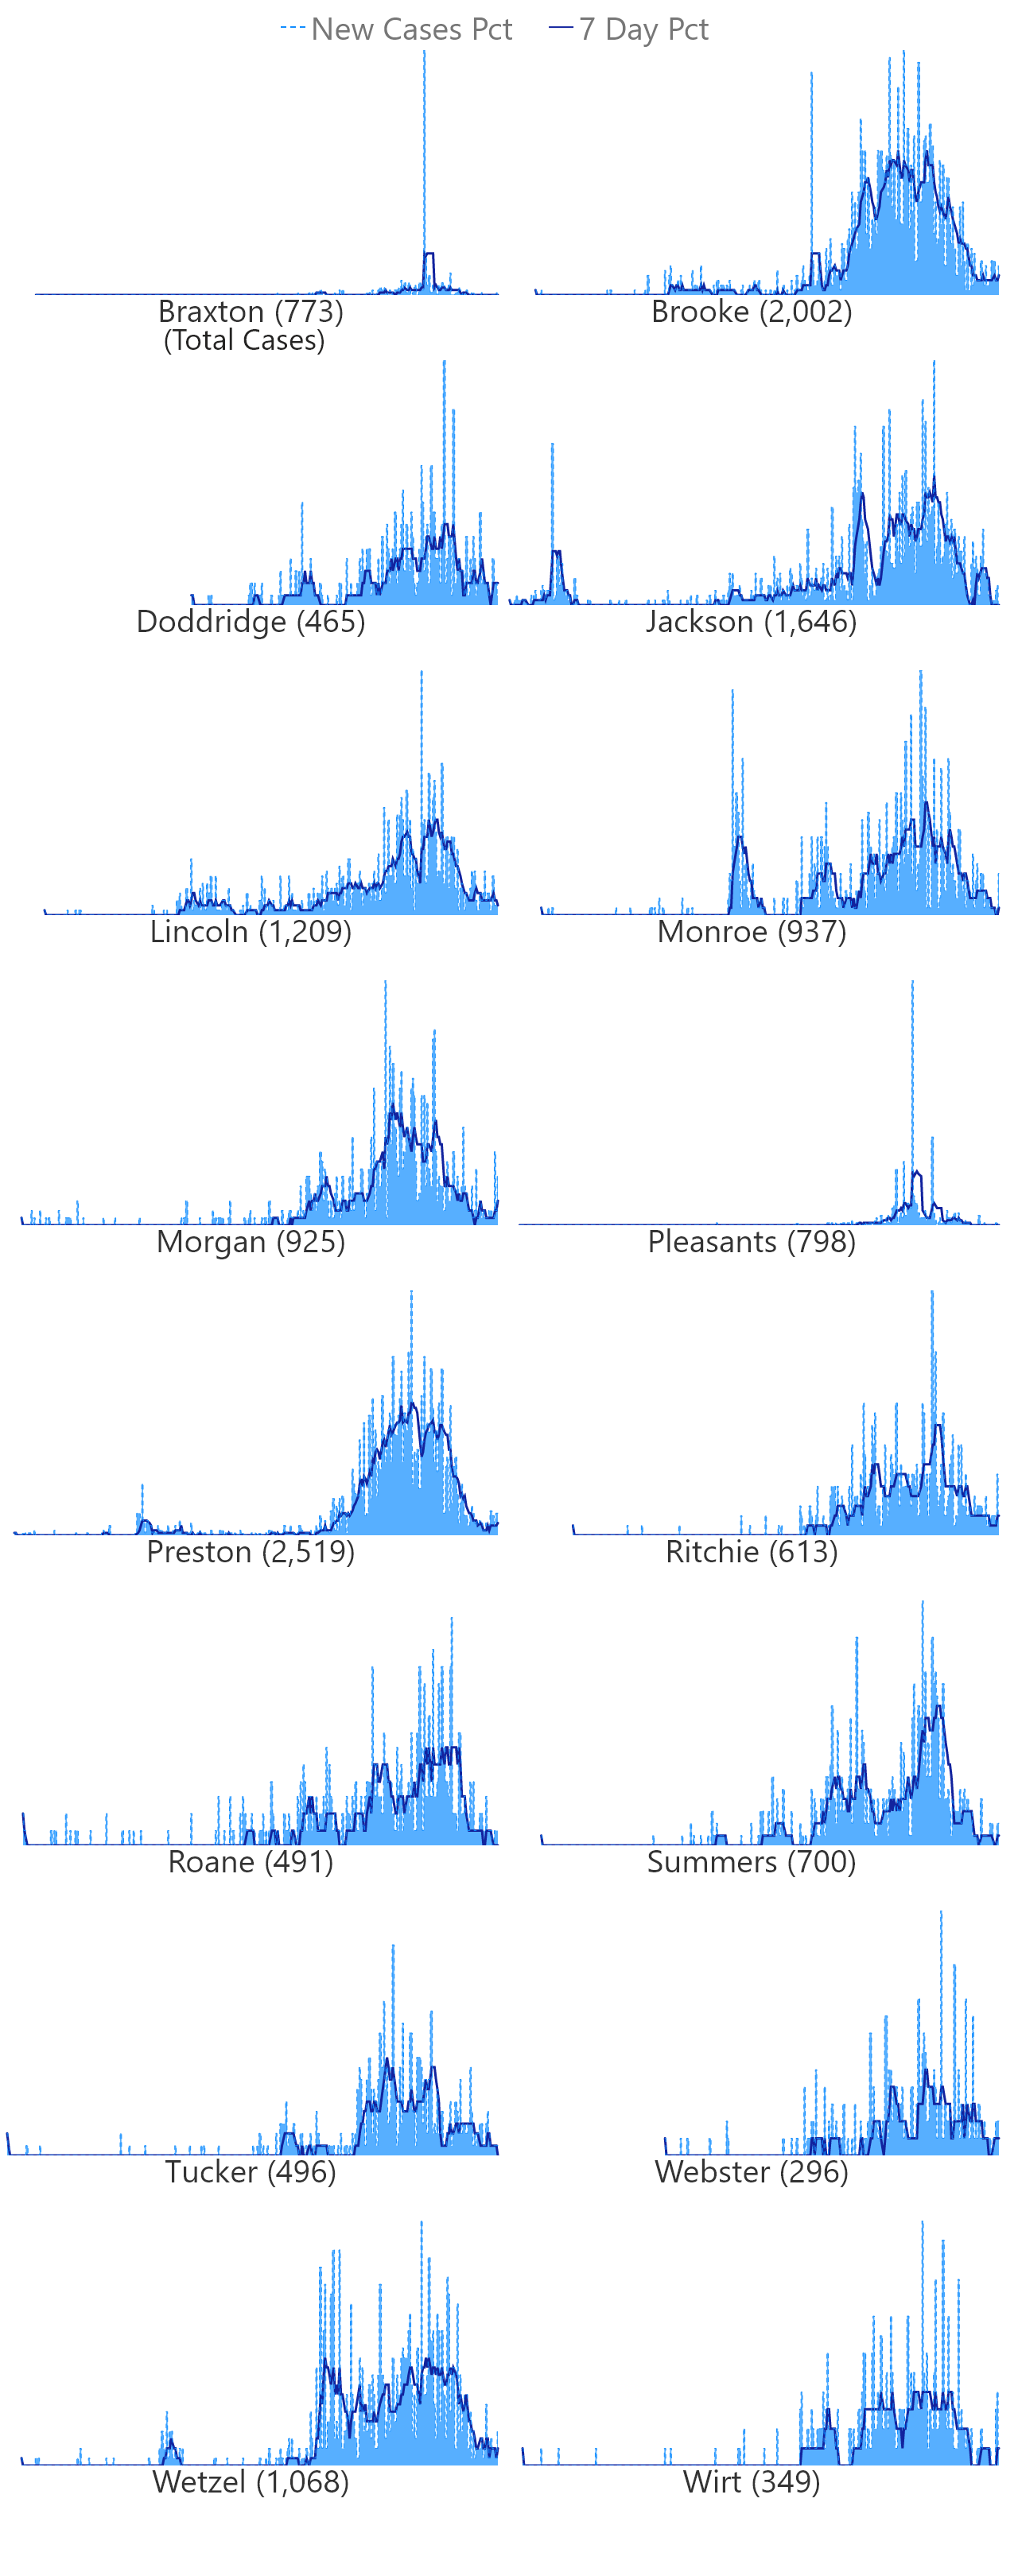 New Cases Pct 7 Day Pct
Braxton (773) Brooke (2,002)
(Total Cases)
Doddridge (465) Jackson (1,646)
Lincoln (1,209) Monroe (937)
Morgan (925) Pleasants (798)
Preston (2,519) Ritchie (613)
Roane (491) Summers (700)
Tucker (496) Webster (296)
Wetzel (1,068) Wirt (349)